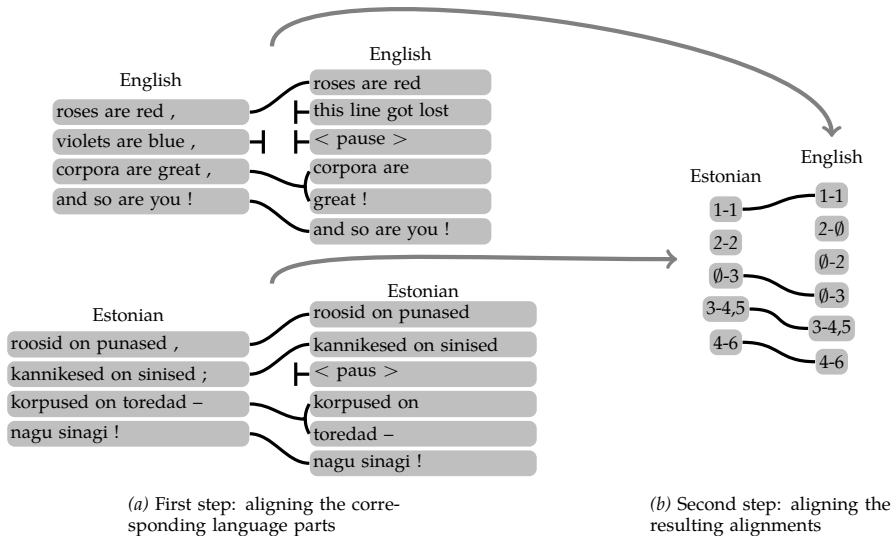 English
roses are red ,
violets are blue ,
corpora are great ,
and so are you !
English
roses are red
this line got lost
< pause >
corpora are
great !
and so are you !
Estonian
roosid on punased ,
kannikesed on sinised ;
korpused on toredad –
nagu sinagi !
Estonian
roosid on punased
kannikesed on sinised
< paus >
korpused on
toredad –
nagu sinagi !
(a) First step: aligning the corre-
sponding language parts
Estonian
1-1
2-2
∅-3
3-4,5
4-6
English
1-1
2-∅
∅-2
∅-3
3-4,5
4-6
(b) Second step: aligning the
resulting alignments